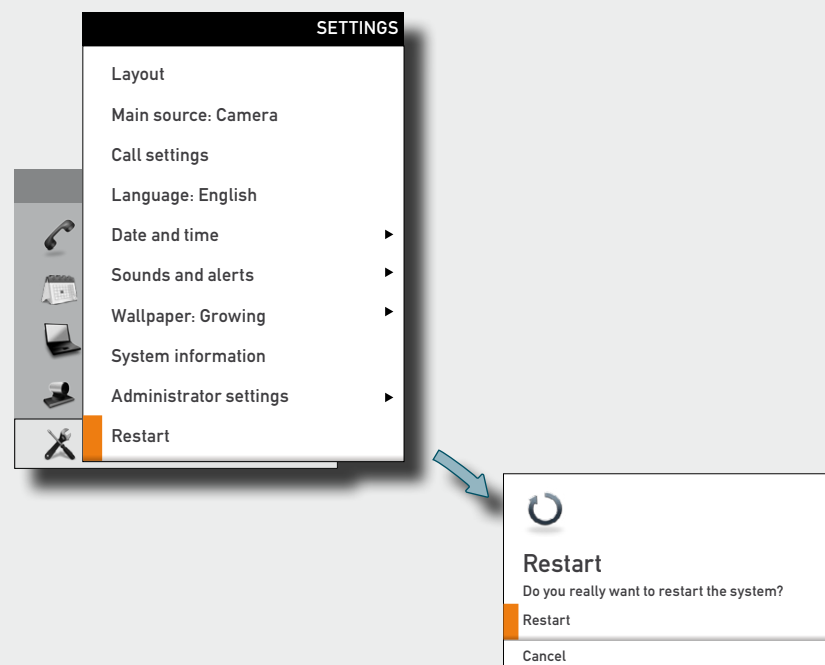 SETTINGS
Layout
Main source: Camera
Call settings
Language: English
Date and time
Sounds and alerts
Wallpaper: Growing
System information
Administrator settings
Restart
Restart
Do you really want to restart the system?
Restart
Cancel